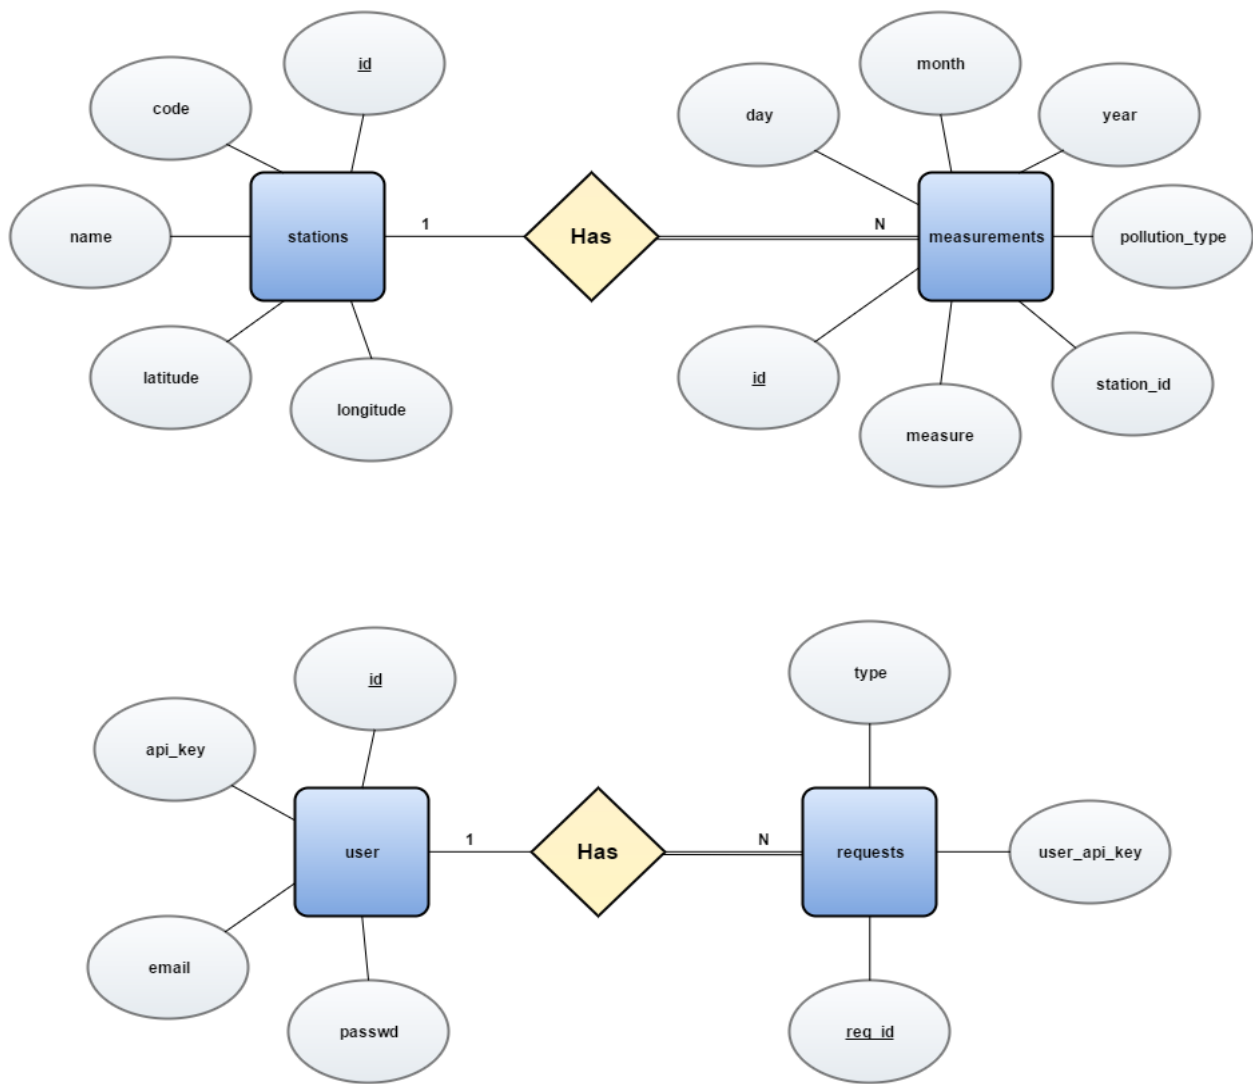 id
code
name
stations
latitude
longitude
1
Has
N
day
month
year
measurements
pollution_type
id
measure
station_id
id
api_key
user
email
passwd
1
Has
N
type
requests
user_api_key
req_id